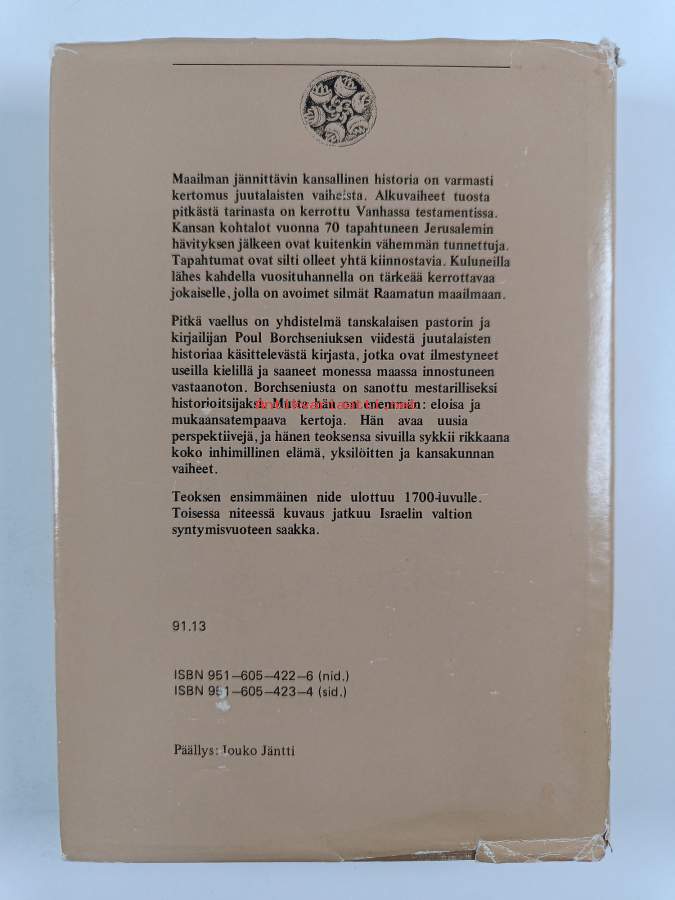 Maailman jännittävin kansallinen historia on varmasti
kertomus juutalaisten vaiheista. Alkuvaiheet tuosta
pitkästä tarinasta on kerrottu Vanhassa testamentissa.
Kansan kohtalot vuonna 70 tapahtuneen Jerusalemin
hävityksen jälkeen ovat kuitenkin vähemmän tunnettuja.
Tapahtumat ovat silti olleet yhtä kiinnostavia. Kuluneilla
lähes kahdella vuosituhannella on tärkeää kerrottavaa
jokaiselle, jolla on avoimet silmät Raamatun maailmaan.
Pitkä vaellus on yhdistelmä tanskalaisen pastorin ja
kirjailijan Poul Borchseniuksen viidestä juutalaisten
historiaa käsittelevästä kirjasta, jotka ovat ilmestyneet
useilla kielillä ja saaneet monessa maassa innostuneen
vastaanoton. Borchseniusta on sanottu mestarilliseksi
historioitsijaksi. Mutta hän on enemmän: eloisa ja
mukaansatempaava kertoja. Hän avaa uusia
perspektiivejä, ja hänen teoksensa sivuilla sykkii rikkaana
koko inhimillinen elämä, yksilöitten ja kansakunnan
vaiheet.
Teoksen ensimmäinen nide ulottuu 1700-luvulle.
Toisessa niteessä kuvaus jatkuu Israelin valtion
syntymisvuoteen saakka.
91.13
ISBN 951—605—422—6 (nid.)
ISBN 951—605—423—4 (sid.)
Päällys: Jouko Jäntti